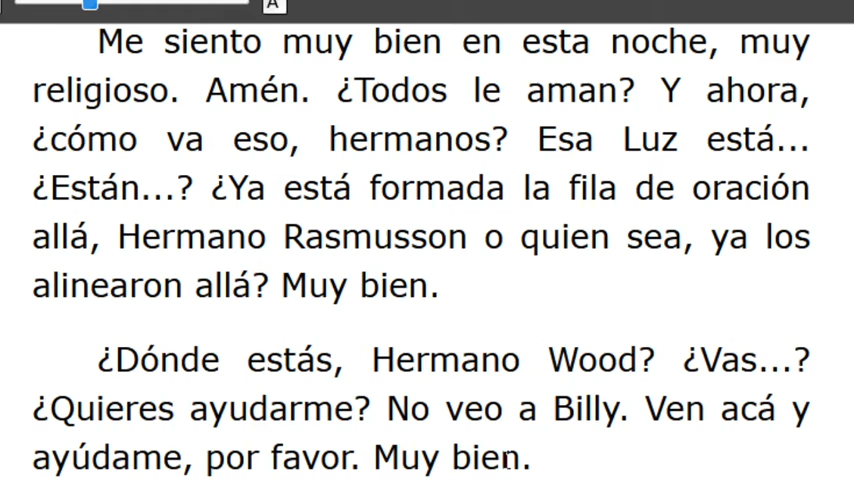 A
Me siento muy bien en esta noche, muy
religioso. Amén. ¿Todos le aman? Y ahora,
¿cómo va eso, hermanos? Esa Luz está...
¿Están...? ¿Ya está formada la fila de oración
allá, Hermano Rasmusson o quien sea, ya los
alinearon allá? Muy bien.
¿Dónde estás, Hermano Wood? ¿Vas...?
¿Quieres ayudarme? No veo a Billy. Ven acá y
ayúdame, por favor. Muy bien.